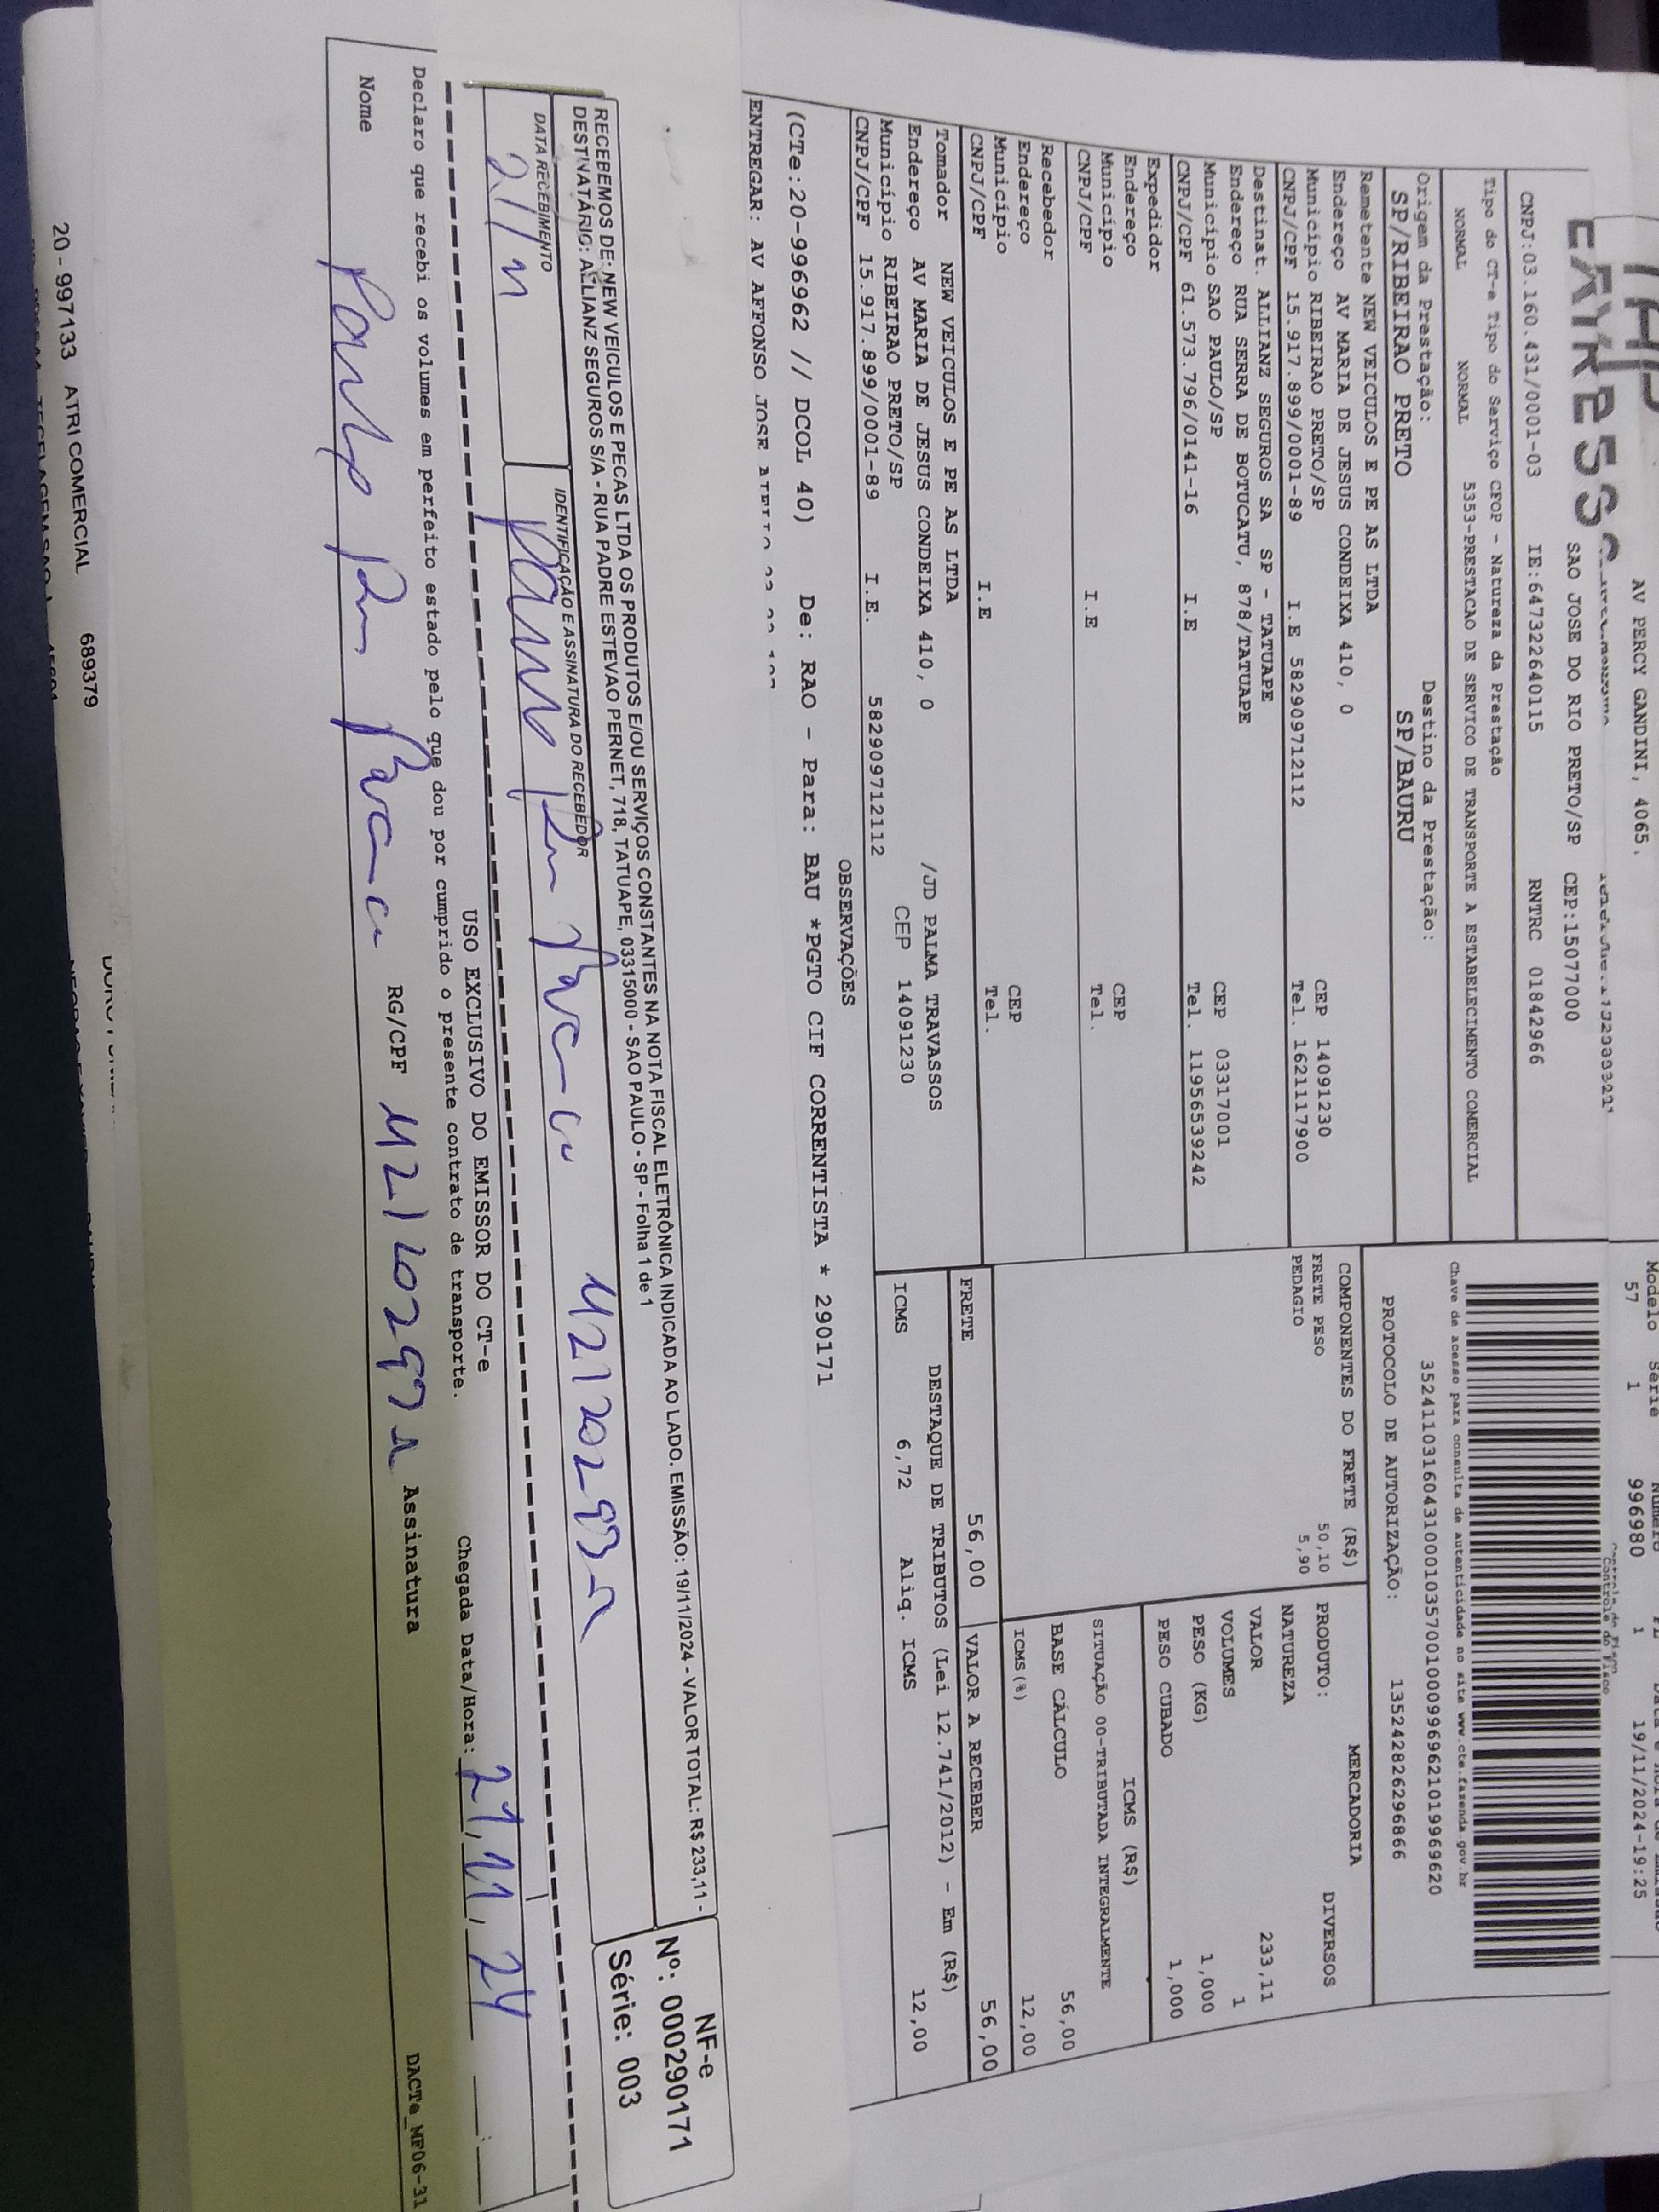 AV PERCY GANDINI, 4065.
SAO JOSE DO RIO PRETO/SP CEP:15077000
CNPJ:03.160.431/0001-03 IE:647322640115 RNTRC 01842966
Modelo Série
57 1 996980 1 19/11/2024-19:25
Controle do Fisco
Tipo do CT-e Tipo do Serviço CFOP - Natureza da Prestação
NORMAL NORMAL 5353-PRESTACAO DE SERVICO DE TRANSPORTE A ESTABELECIMENTO COMERCIAL
Chave de acesso para consulta de autenticidade no site www.cte.fazenda.gov.br
35241103160431000103570010009969621019969620
PROTOCOLO DE AUTORIZAÇÃO: 135242826296866
Origem da Prestação: Destino da Prestação:
SP/RIBEIRAO PRETO SP/BAURU
Remetente NEW VEICULOS E PE AS LTDA
Endereço AV MARIA DE JESUS CONDEIXA 410, 0
Município RIBEIRAO PRETO/SP CEP 14091230
CNPJ/CPF 15.917.899/0001-89 I.E 582909712112 Tel. 1621117900
Destinat. ALLIANZ SEGUROS SA SP - TATUAPE
Endereço RUA SERRA DE BOTUCATU, 878/TATUAPE
Município SAO PAULO/SP CEP 03317001
CNPJ/CPF 61.573.796/0141-16 I.E Tel. 11956539242
Expedidor
Endereço
Município CEP
CNPJ/CPF I.E Tel.
Recebedor
Endereço
Município CEP
CNPJ/CPF I.E Tel.
Tomador NEW VEICULOS E PE AS LTDA
Endereço AV MARIA DE JESUS CONDEIXA 410, 0 /JD PALMA TRAVASSOS
Município RIBEIRAO PRETO/SP CEP 14091230
CNPJ/CPF 15.917.899/0001-89 I.E. 582909712112
COMPONENTES DO FRETE (R$)
FRETE PESO 50,10
PEDAGIO 5,90
MERCADORIA
PRODUTO: DIVERSOS
NATUREZA
VALOR 233,11
VOLUMES 1
PESO (KG) 1,000
PESO CUBADO 1,000
ICMS (R$)
SITUAÇÃO 00-TRIBUTADA INTEGRALMENTE
BASE CÁLCULO 56,00
ICMS(%) 12,00
FRETE 56,00 VALOR A RECEBER 56,00
DESTAQUE DE TRIBUTOS (Lei 12.741/2012) - Em (R$)
ICMS 6,72 Aliq. ICMS 12,00
OBSERVAÇÕES
(CTe:20-996962 // DCOL 40) De: RAO - Para: BAU *PGTO CIF CORRENTISTA * 290171
ENTREGAR: AV AFFONSO JOSE
RECEBEMOS DE: NEW VEICULOS E PECAS LTDA OS PRODUTOS E/OU SERVIÇOS CONSTANTES NA NOTA FISCAL ELETRÔNICA INDICADA AO LADO. EMISSÃO: 19/11/2024 - VALOR TOTAL: R$ 233,11 -
DESTINATÁRIO: ALLIANZ SEGUROS S/A - RUA PADRE ESTEVAO PERNET, 718, TATUAPE, 03315000 - SAO PAULO - SP - Folha 1 de 1
DATA RECEBIMENTO
IDENTIFICAÇÃO E ASSINATURA DO RECEBEDOR
NF-e
Nº: 000290171
Série: 003
USO EXCLUSIVO DO EMISSOR DO CT-e
Declaro que recebi os volumes em perfeito estado pelo que dou por cumprido o presente contrato de transporte.
Chegada Data/Hora: 21, 11, 24
Nome RG/CPF Assinatura
DACTe_MF06-31
20 - 997133 ATRI COMERCIAL 689379